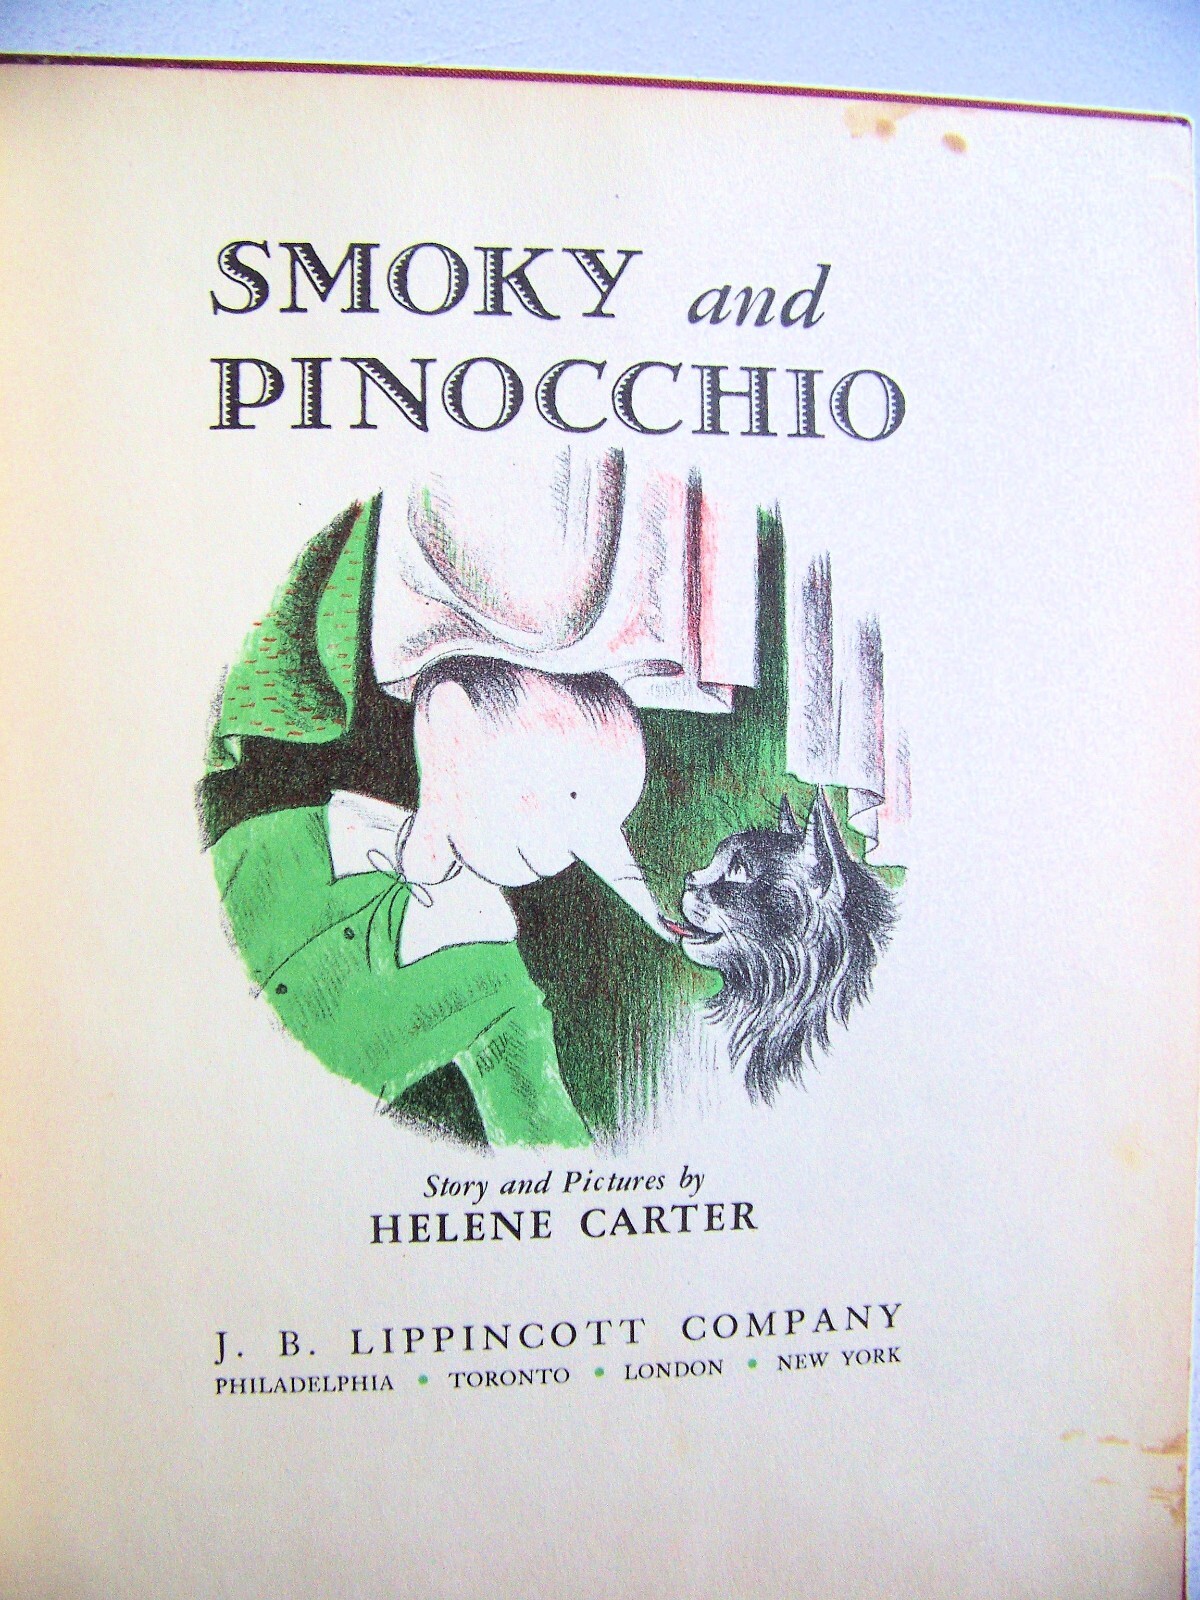 SMOKY and
PINOCCHIO
Story and Pictures by
HELENE CARTER
J. B. LIPPINCOTT COMPANY
PHILADELPHIA • TORONTO • LONDON • NEW YORK